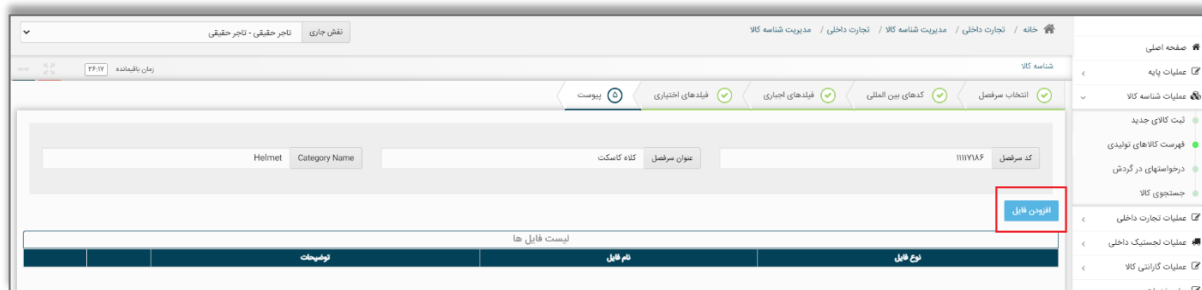 خانه / تجارت داخلی / مدیریت شناسه کالا / تجارت داخلی / مدیریت شناسه کالا
نقش جاری تاجر حقیقی - تاجر حقیقی
صفحه اصلی
عملیات پایه
عملیات شناسه کالا
ثبت کالای جدید
فهرست کالاهای تولیدی
درخواستهای در گردش
جستجوی کالا
عملیات تجارت داخلی
عملیات لجستیک داخلی
عملیات گارانتی کالا
شناسه کالا
زمان باقیمانده ۲۶:۱۷
انتخاب سرفصل
کدهای بین المللی
فیلدهای اجباری
فیلدهای اختیاری
۵ پیوست
کد سرفصل ۱۱۱۷۱۸۶
عنوان سرفصل کلاه کاسکت
Category Name Helmet
افزودن فایل
لیست فایل ها
نوع فایل نام فایل توضیحات